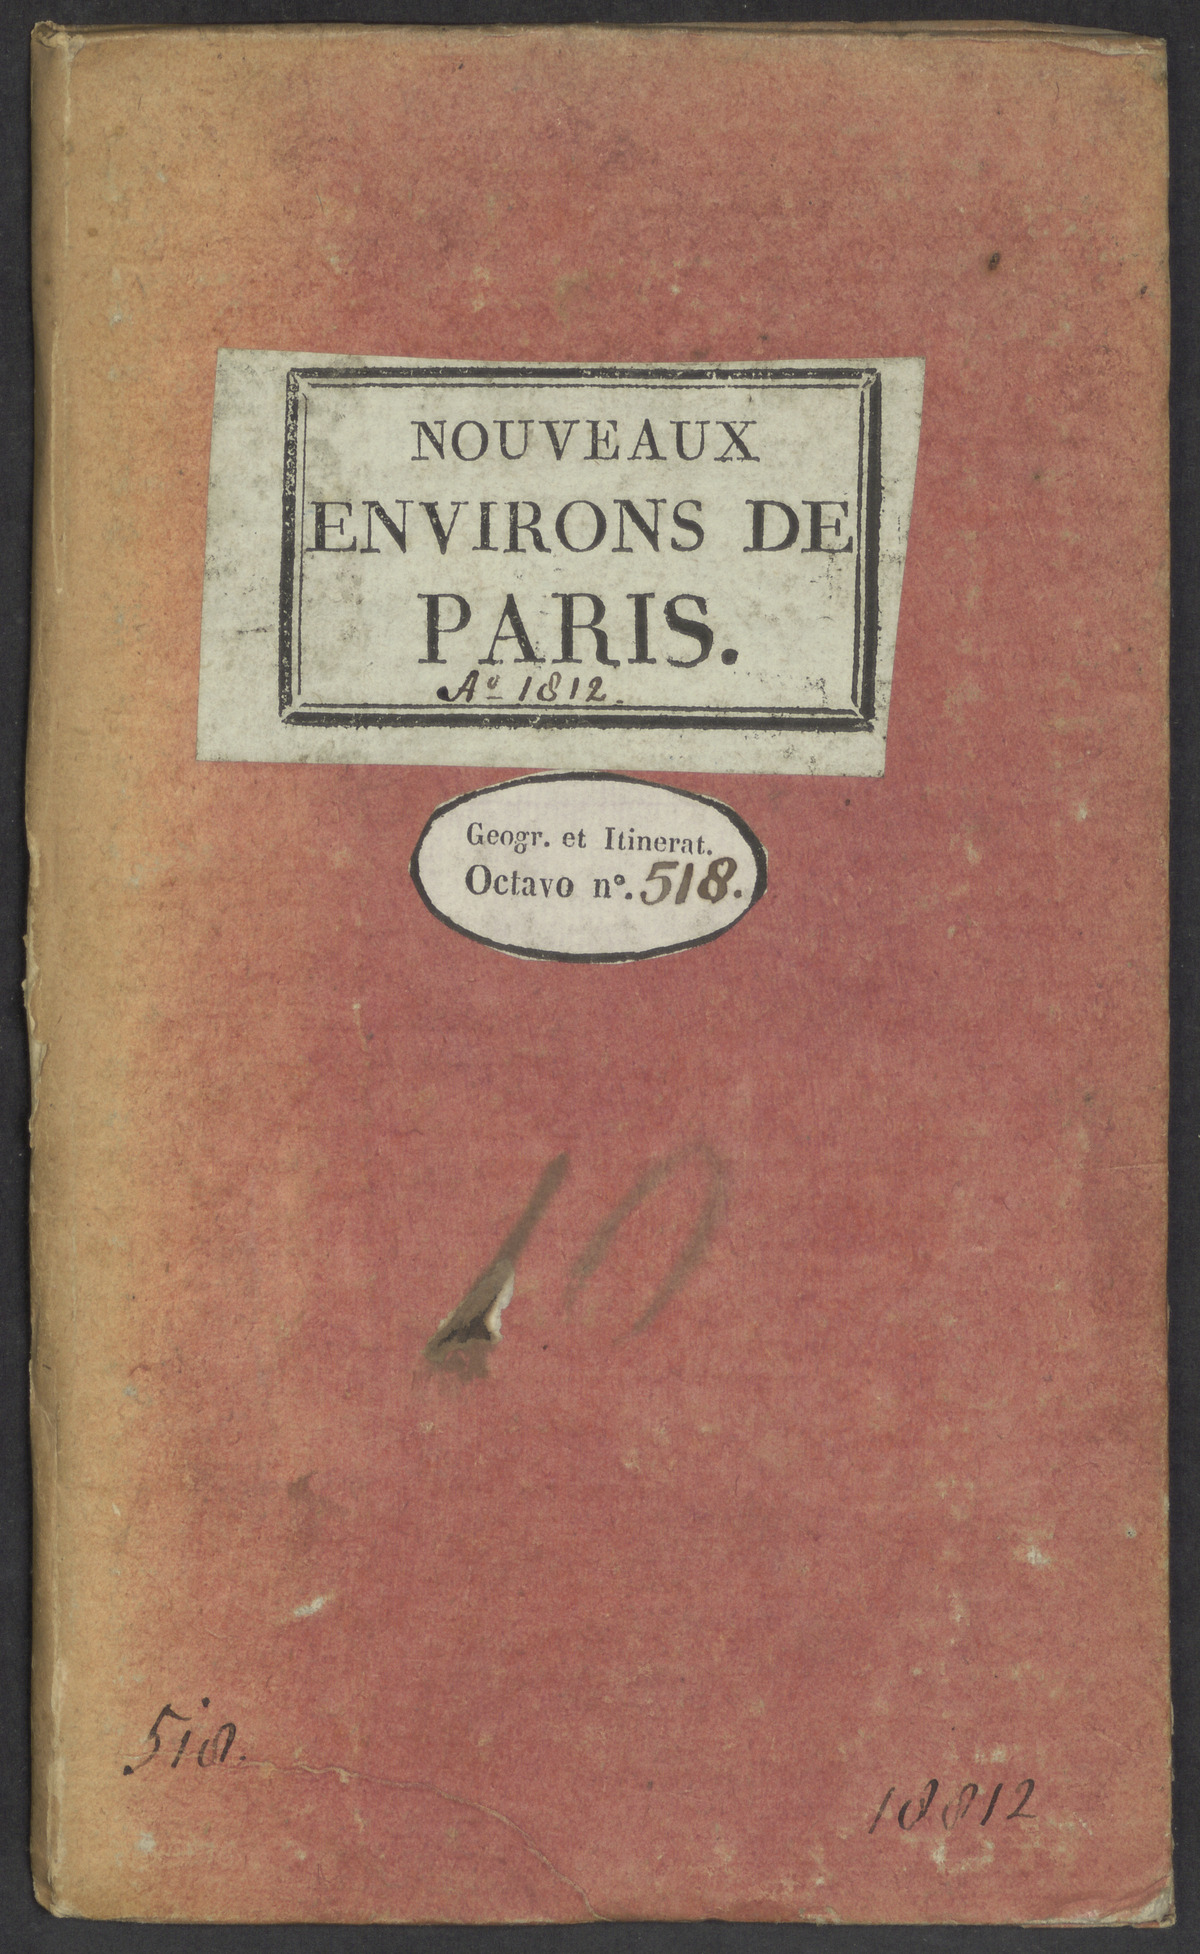 NOUVEAUX
ENVIRONS DE
PARIS.
Aº 1812.
Geogr. et Itinerat.
Octavo nº. 518.
10
518.
18812